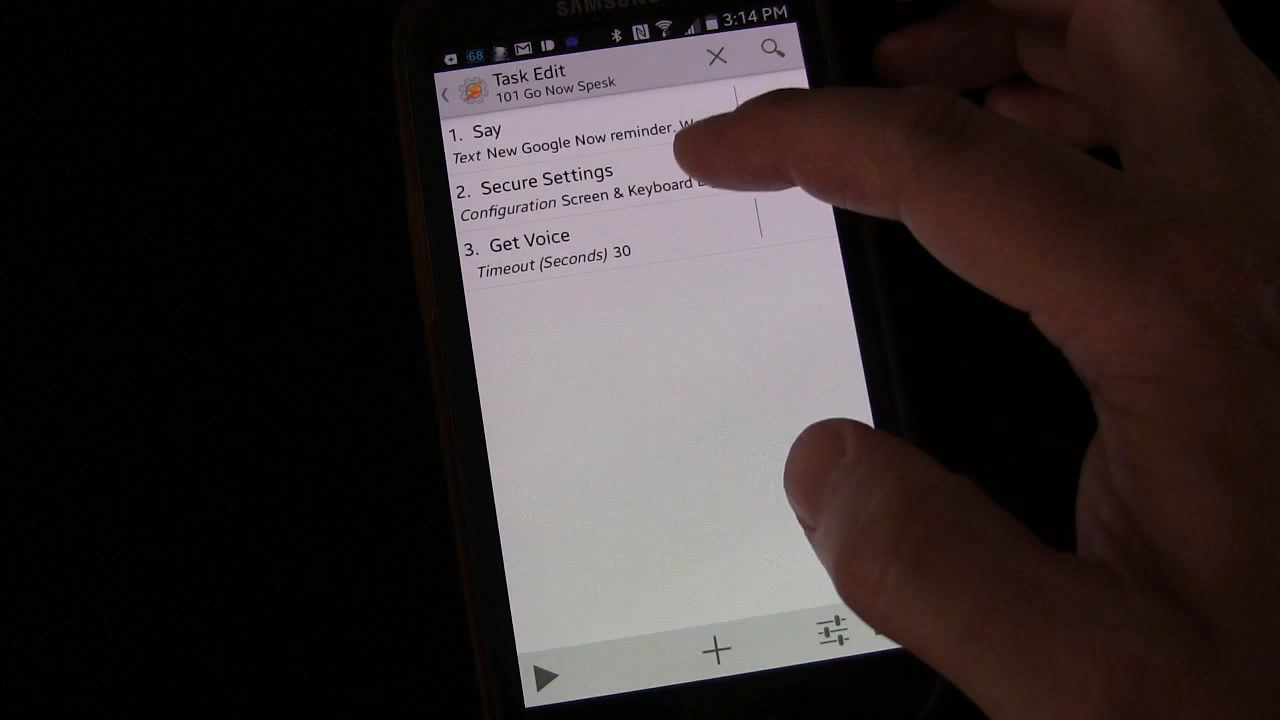 SAMSUNG
68 3:14 PM
Task Edit
101 Go Now Spesk
1. Say
Text New Google Now reminder.
2. Secure Settings
Configuration Screen & Keyboard
3. Get Voice
Timeout (Seconds) 30